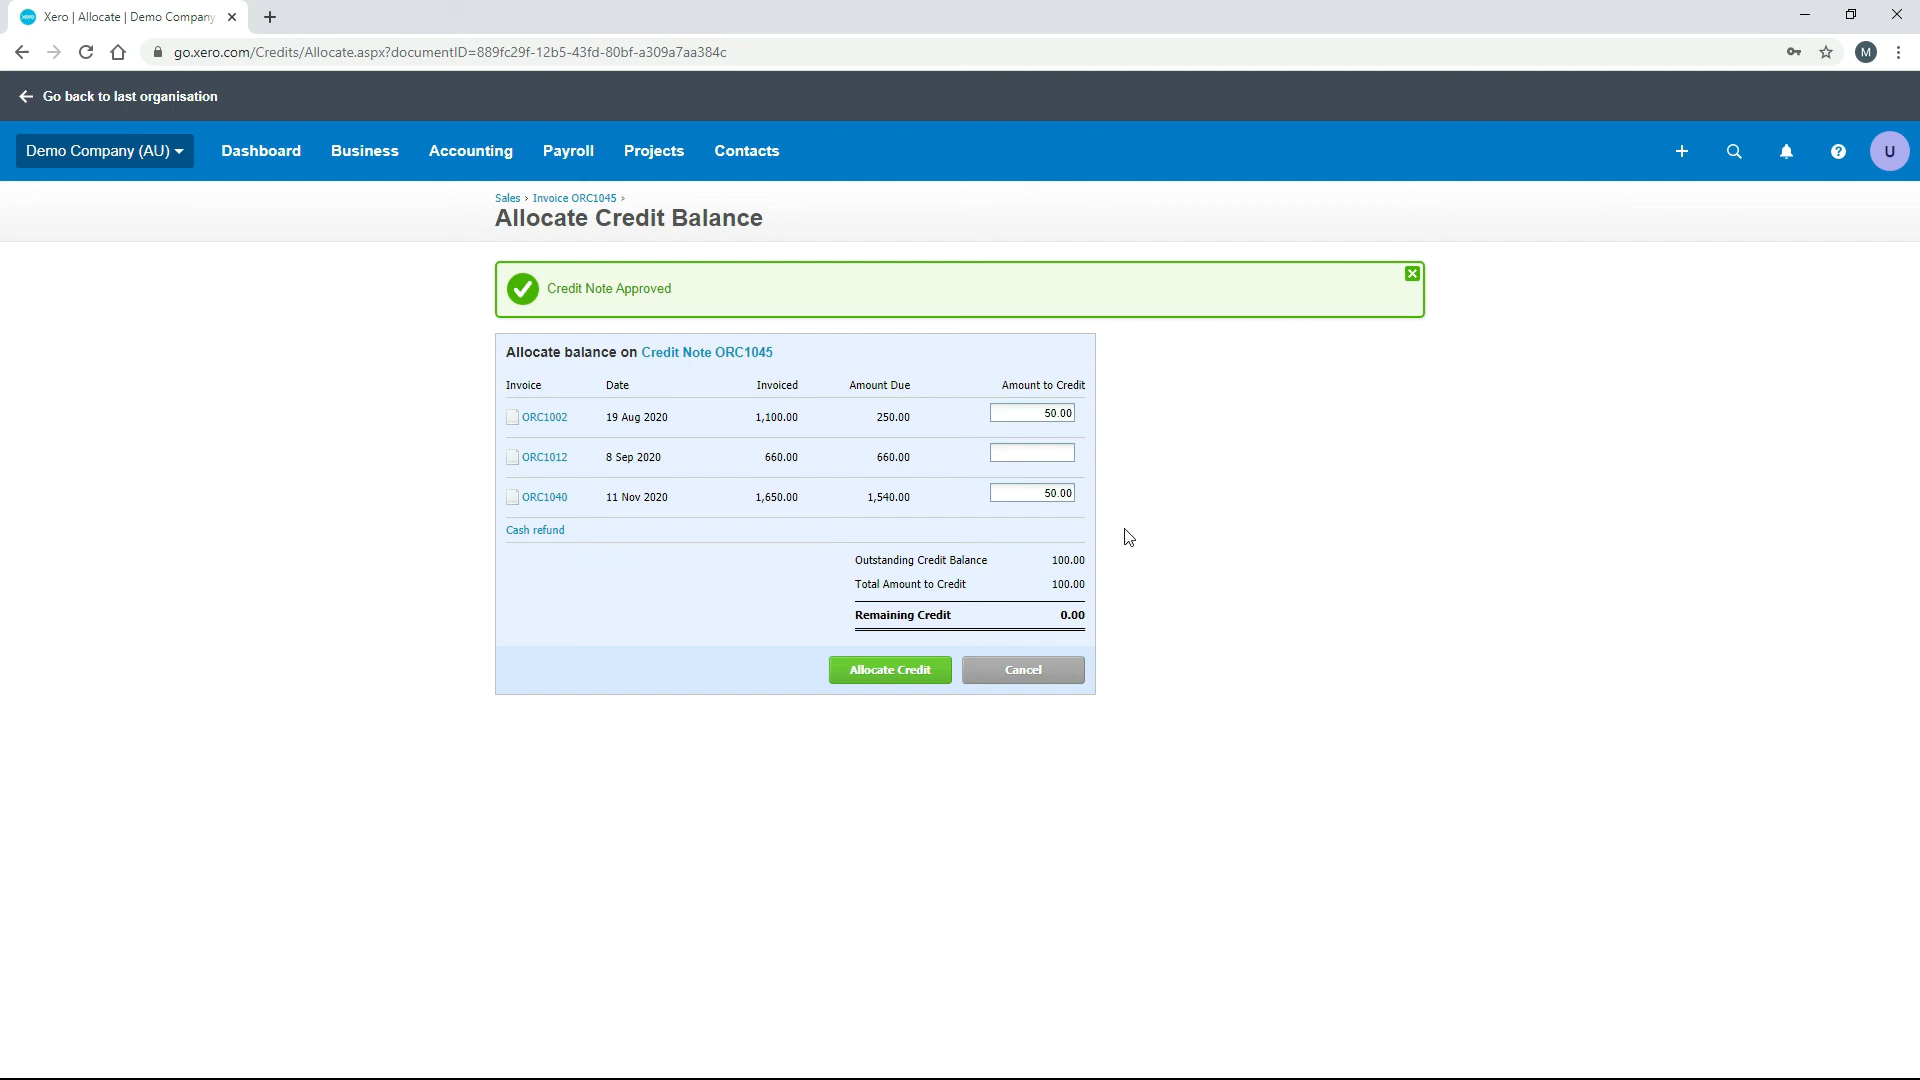 Xero | Allocate | Demo Company
go.xero.com/Credits/Allocate.aspx?documentID=889fc29f-12b5-43fd-80bf-a309a7aa384c
M
Go back to last organisation
Demo Company (AU) Dashboard Business Accounting Payroll Projects Contacts U
Sales › Invoice ORC1045 ›
Allocate Credit Balance
Credit Note Approved
Allocate balance on Credit Note ORC1045
Invoice Date Invoiced Amount Due Amount to Credit
ORC1002 19 Aug 2020 1,100.00 250.00 50.00
ORC1012 8 Sep 2020 660.00 660.00
ORC1040 11 Nov 2020 1,650.00 1,540.00 50.00
Cash refund
Outstanding Credit Balance 100.00
Total Amount to Credit 100.00
Remaining Credit 0.00
Allocate Credit Cancel